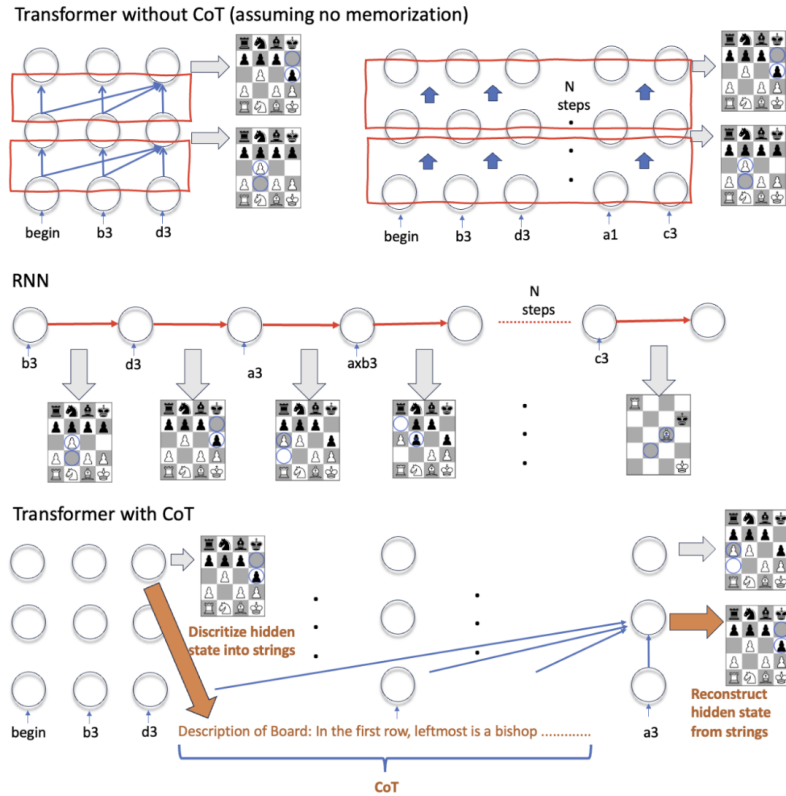 Transformer without CoT (assuming no memorization)
begin
b3
d3
N
steps
begin
b3
d3
a1
c3
RNN
N
steps
b3
d3
a3
axb3
c3
Transformer with CoT
Discritize hidden
state into strings
Reconstruct
hidden state
from strings
begin
b3
d3
Description of Board: In the first row, leftmost is a bishop .............
a3
CoT